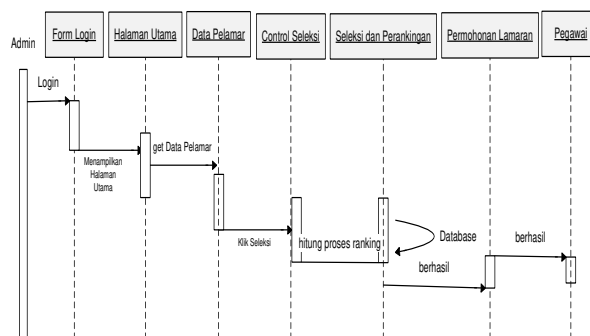 Admin
Form Login
Halaman Utama
Data Pelamar
Control Seleksi
Seleksi dan Perankingan
Permohonan Lamaran
Pegawai
Login
Menampilkan
Halaman
Utama
get Data Pelamar
Klik Seleksi
hitung proses ranking
Database
berhasil
berhasil